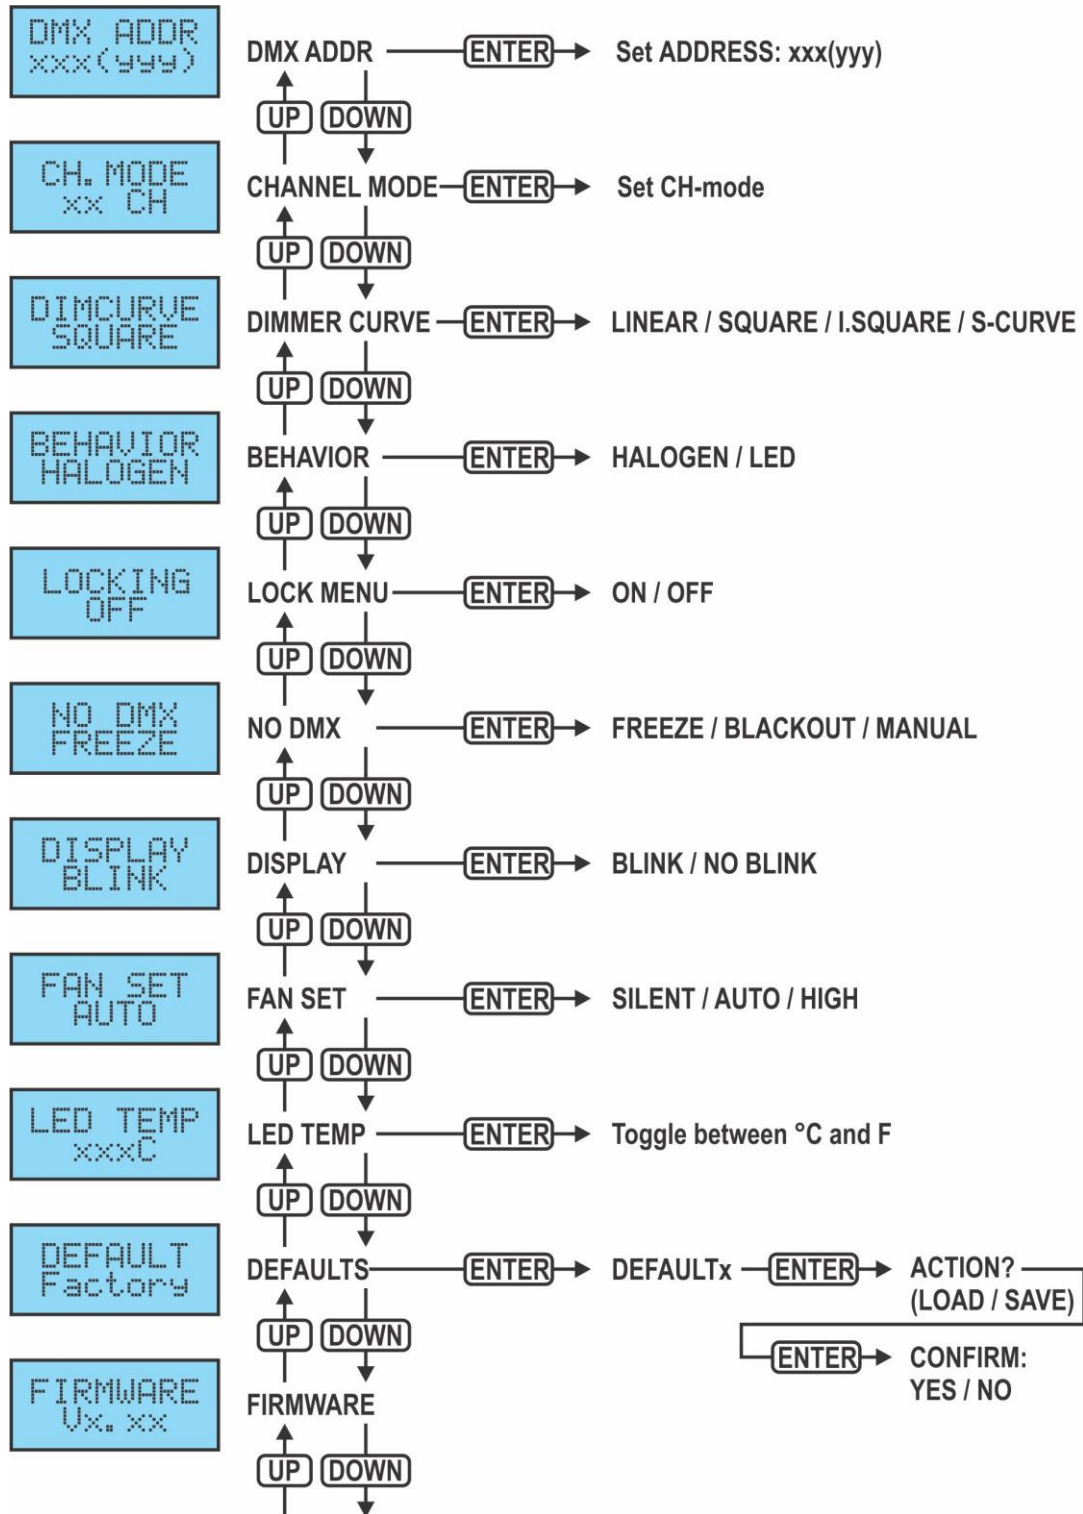 DMX ADDR
xxx(yyy)
DMX ADDR ENTER Set ADDRESS: xxx(yyy)
UP DOWN
CH. MODE
xx CH
CHANNEL MODE ENTER Set CH-mode
UP DOWN
DIMCURVE
SQUARE
DIMMER CURVE ENTER LINEAR / SQUARE / I.SQUARE / S-CURVE
UP DOWN
BEHAVIOR
HALOGEN
BEHAVIOR ENTER HALOGEN / LED
UP DOWN
LOCKING
OFF
LOCK MENU ENTER ON / OFF
UP DOWN
NO DMX
FREEZE
NO DMX ENTER FREEZE / BLACKOUT / MANUAL
UP DOWN
DISPLAY
BLINK
DISPLAY ENTER BLINK / NO BLINK
UP DOWN
FAN SET
AUTO
FAN SET ENTER SILENT / AUTO / HIGH
UP DOWN
LED TEMP
xxxC
LED TEMP ENTER Toggle between °C and F
UP DOWN
DEFAULT
Factory
DEFAULTS ENTER DEFAULTx ENTER ACTION?
(LOAD / SAVE)
UP DOWN
ENTER CONFIRM:
YES / NO
FIRMWARE
Vx.xx
FIRMWARE
UP DOWN